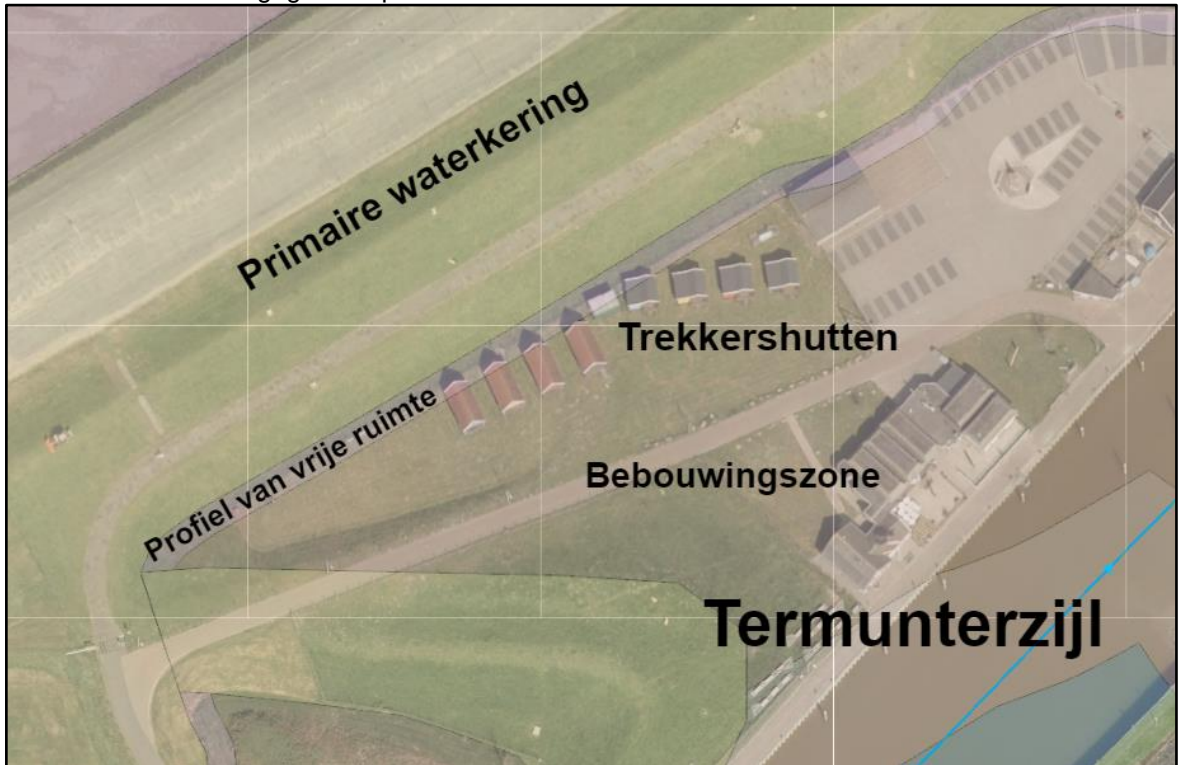 Primaire waterkering
Trekkershutten
Profiel van vrije ruimte
Bebouwingszone
Termunterzijl